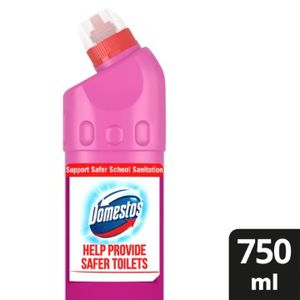 Support Safer School Sanitation
Domestos
HELP PROVIDE
SAFER TOILETS
750
ml